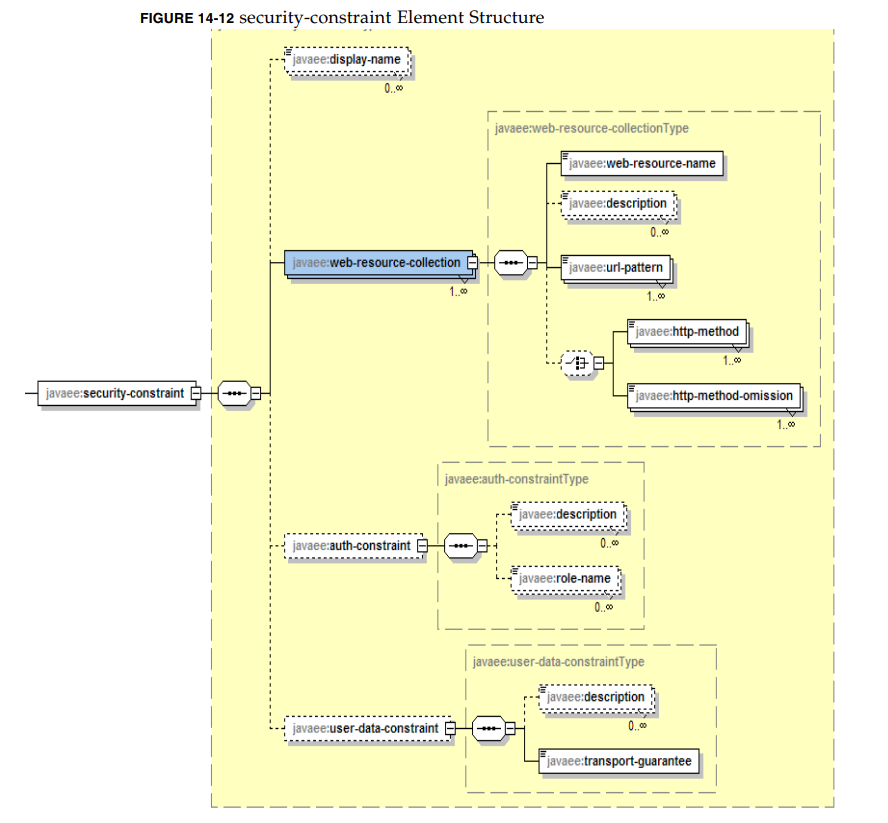 FIGURE 14-12 security-constraint Element Structure
javaee:display-name
0..∞
javaee:web-resource-collectionType
javaee:web-resource-name
javaee:description
0..∞
javaee:web-resource-collection
1..∞
javaee:url-pattern
1..∞
javaee:http-method
1..∞
javaee:http-method-omission
1..∞
javaee:security-constraint
javaee:auth-constraintType
javaee:description
0..∞
javaee:auth-constraint
javaee:role-name
0..∞
javaee:user-data-constraintType
javaee:description
0..∞
javaee:user-data-constraint
javaee:transport-guarantee